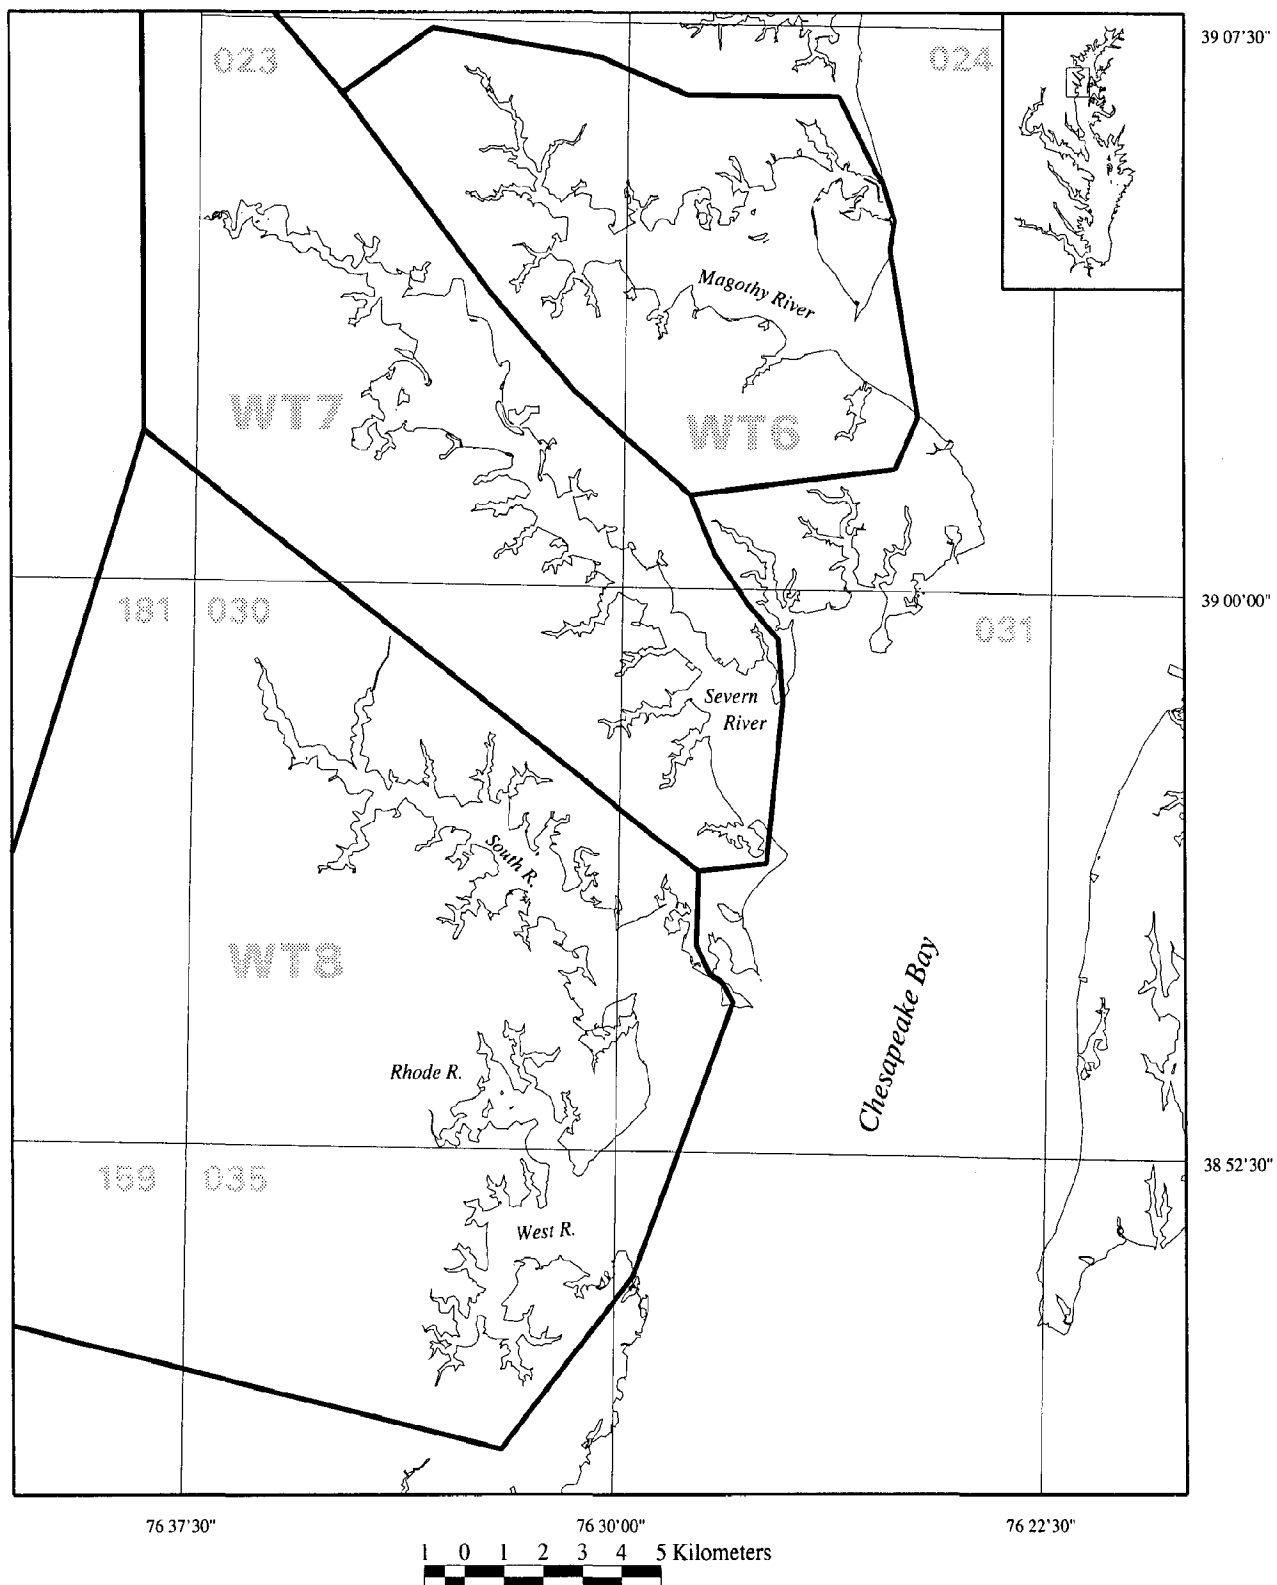 39 07'30"
023
024
Magothy River
WT7
WT6
39 00'00"
181
030
031
Severn
River
South R.
WT8
Chesapeake Bay
Rhode R.
38 52'30"
159
035
West R.
76 37'30"
76 30'00"
76 22'30"
1 0 1 2 3 4 5 Kilometers